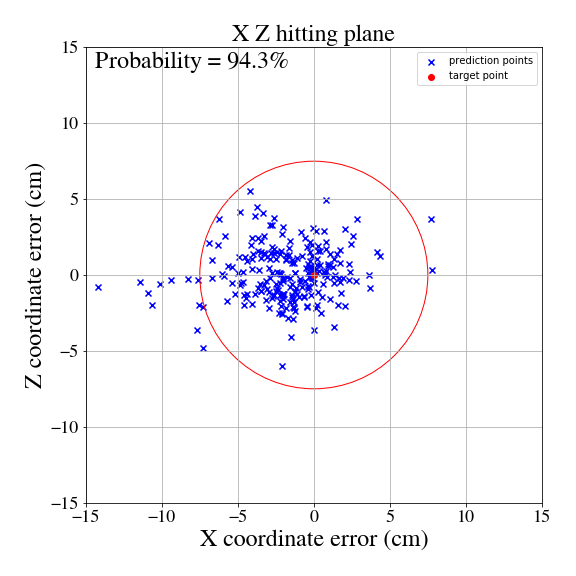 X Z hitting plane
Probability = 94.3%
prediction points
target point
15
10
5
0
−5
−10
−15
Z coordinate error (cm)
−15 −10 −5 0 5 10 15
X coordinate error (cm)